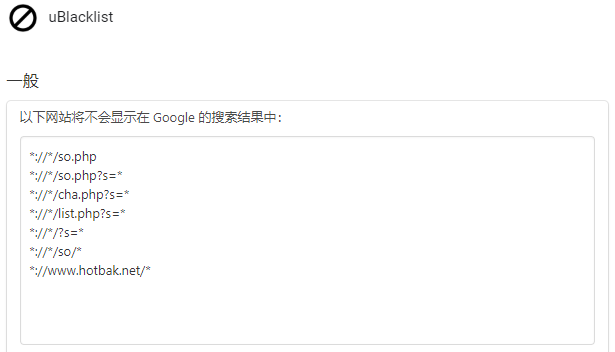 uBlacklist
一般
以下网站将不会显示在 Google 的搜索结果中：
*://*/so.php
*://*/so.php?s=*
*://*/cha.php?s=*
*://*/list.php?s=*
*://*/?s=*
*://*/so/*
*://www.hotbak.net/*